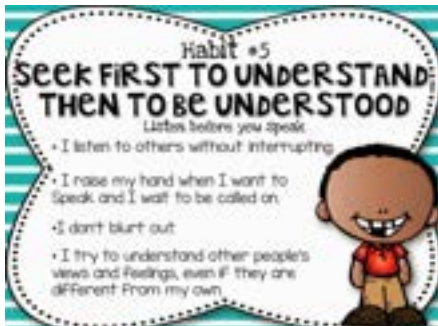 Habit #5
SEEK FIRST TO UNDERSTAND,
THEN TO BE UNDERSTOOD
Listen before you speak
• I listen to others without interrupting
• I raise my hand when I want to
speak and I wait to be called on.
•I don't blurt out
• I try to understand other people's
views and feelings, even if they are
different from my own